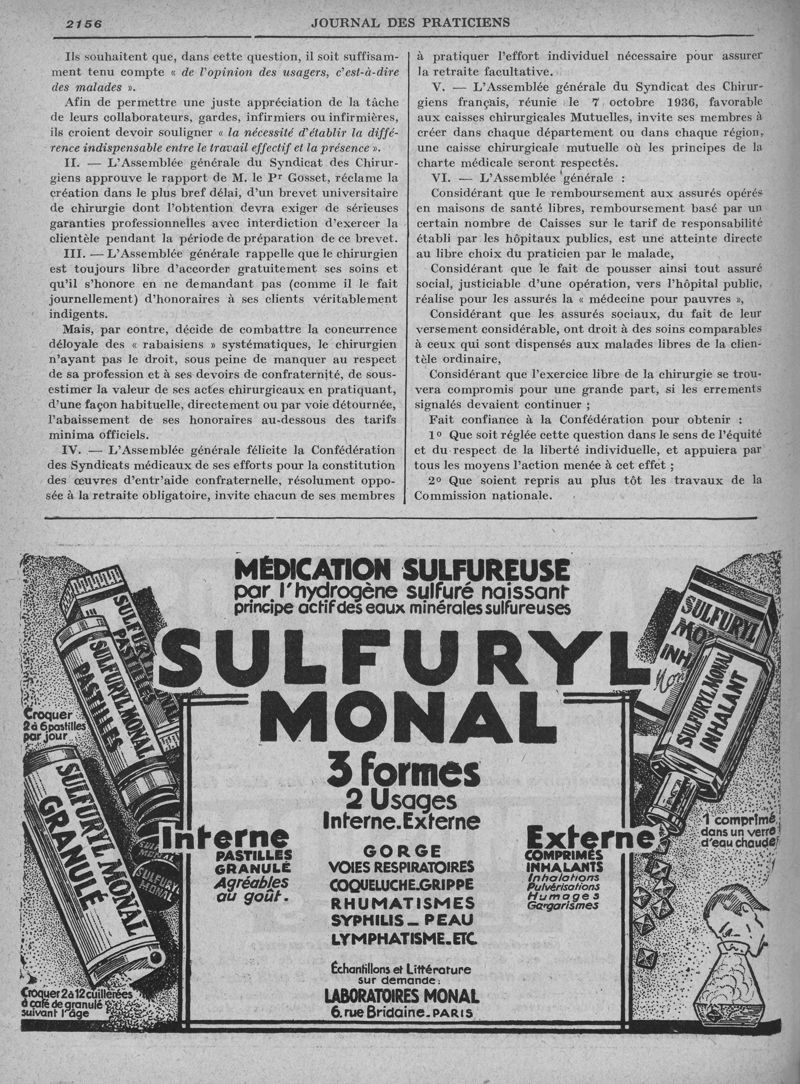 2156
JOURNAL DES PRATICIENS
Ils souhaitent que, dans cette question, il soit suffisam-
ment tenu compte « de l'opinion des usagers, c'est-à-dire
des malades ».
Afin de permettre une juste appréciation de la tâche
de leurs collaborateurs, gardes, infirmiers ou infirmières,
ils croient devoir souligner « la nécessité d'établir la diffé-
rence indispensable entre le travail effectif et la présence ».
II. — L'Assemblée générale du Syndicat des Chirur-
giens approuve le rapport de M. le Pr Gosset, réclame la
création dans le plus bref délai, d'un brevet universitaire
de chirurgie dont l'obtention devra exiger de sérieuses
garanties professionnelles avec interdiction d'exercer la
clientèle pendant la période de préparation de ce brevet.
III. — L'Assemblée générale rappelle que le chirurgien
est toujours libre d'accorder gratuitement ses soins et
qu'il s'honore en ne demandant pas (comme il le fait
journellement) d'honoraires à ses clients véritablement
indigents.
Mais, par contre, décide de combattre la concurrence
déloyale des « rabaisiens » systématiques, le chirurgien
n'ayant pas le droit, sous peine de manquer au respect
de sa profession et à ses devoirs de confraternité, de sous-
estimer la valeur de ses actes chirurgicaux en pratiquant,
d'une façon habituelle, directement ou par voie détournée,
l'abaissement de ses honoraires au-dessous des tarifs
minima officiels.
IV. — L'Assemblée générale félicite la Confédération
des Syndicats médicaux de ses efforts pour la constitution
des œuvres d'entr'aide confraternelle, résolument oppo-
sée à la retraite obligatoire, invite chacun de ses membres
à pratiquer l'effort individuel nécessaire pour assurer
la retraite facultative.
V. — L'Assemblée générale du Syndicat des Chirur-
giens français, réunie le 7 octobre 1936, favorable
aux caisses chirurgicales Mutuelles, invite ses membres à
créer dans chaque département ou dans chaque région,
une caisse chirurgicale mutuelle où les principes de la
charte médicale seront respectés.
VI. — L'Assemblée générale :
Considérant que le remboursement aux assurés opérés
en maisons de santé libres, remboursement basé par un
certain nombre de Caisses sur le tarif de responsabilité
établi par les hôpitaux publics, est une atteinte directe
au libre choix du praticien par le malade,
Considérant que le fait de pousser ainsi tout assuré
social, justiciable d'une opération, vers l'hôpital public,
réalise pour les assurés la « médecine pour pauvres »,
Considérant que les assurés sociaux, du fait de leur
versement considérable, ont droit à des soins comparables
à ceux qui sont dispensés aux malades libres de la clien-
tèle ordinaire,
Considérant que l'exercice libre de la chirurgie se trou-
vera compromis pour une grande part, si les errements
signalés devaient continuer ;
Fait confiance à la Confédération pour obtenir :
1º Que soit réglée cette question dans le sens de l'équité
et du respect de la liberté individuelle, et appuiera par
tous les moyens l'action menée à cet effet ;
2º Que soient repris au plus tôt les travaux de la
Commission nationale.
MÉDICATION SULFUREUSE
par l'hydrogène sulfuré naissant
principe actif des eaux minérales sulfureuses
SULFURYL
MONAL
3 formes
2 Usages
Interne. Externe
GORGE
VOIES RESPIRATOIRES
COQUELUCHE.GRIPPE
RHUMATISMES
SYPHILIS_ PEAU
LYMPHATISME.ETC
Échantillons et Littérature
sur demande:
LABORATOIRES MONAL
6. rue Bridaine_PARIS
Interne
PASTILLES
GRANULÉ
Agréables
au goût.
Externe
COMPRIMÉS
INHALANTS
Inhalations
Pulvérisations
Humages
Gargarismes
SULFURYL
PASTILLES
SULFURYL MONAL
PASTILLES
Croquer
2 à 6 pastilles
par jour
SULFURYL MONAL
GRANULÉ
SULFURYL
MONAL
Croquer 2 à 12 cuillérées
à café de granulé
suivant l'âge
SULFURYL
MO
INHA
SULFURYL MONAL
INHALANT
1 comprimé
dans un verre
d'eau chaude